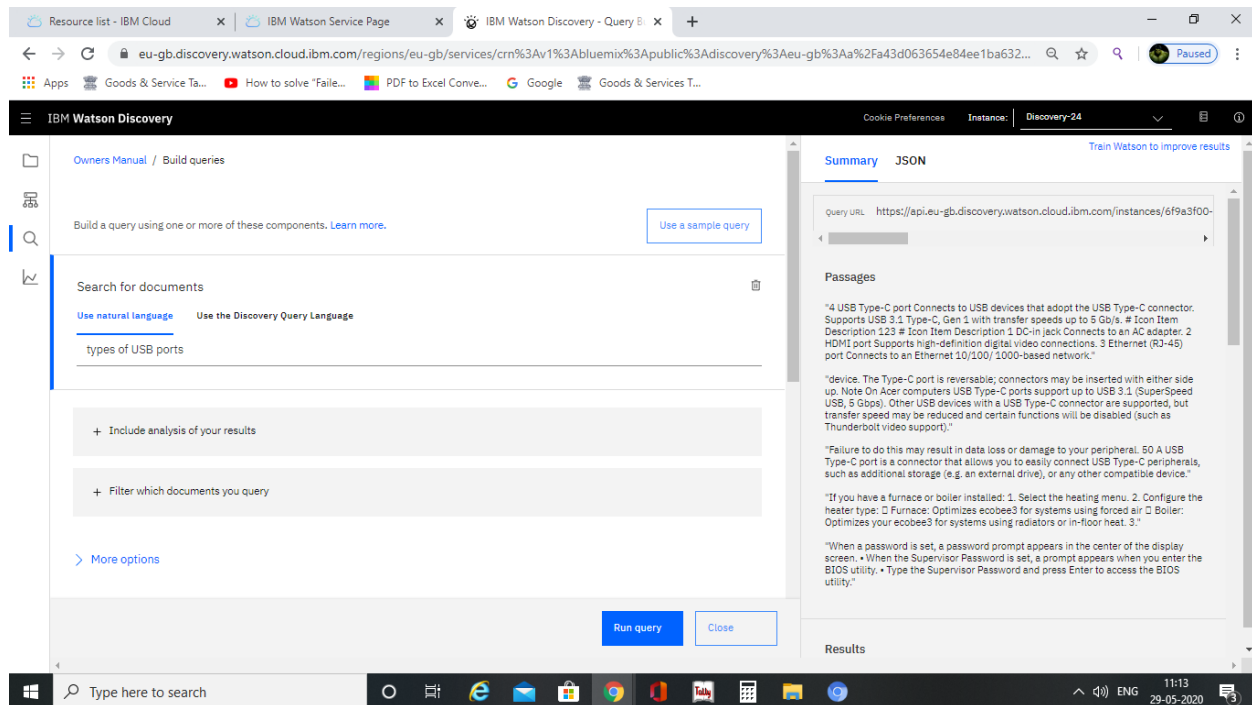 Resource list - IBM Cloud
IBM Watson Service Page
IBM Watson Discovery - Query Bu
eu-gb.discovery.watson.cloud.ibm.com/regions/eu-gb/services/crn%3Av1%3Abluemix%3Apublic%3Adiscovery%3Aeu-gb%3Aa%2Fa43d063654e84ee1ba632...
Paused
Apps
Goods & Service Ta...
How to solve "Faile...
PDF to Excel Conve...
Google
Goods & Services T...
IBM Watson Discovery
Cookie Preferences
Instance:
Discovery-24
Owners Manual / Build queries
Build a query using one or more of these components. Learn more.
Use a sample query
Search for documents
Use natural language
Use the Discovery Query Language
types of USB ports
+ Include analysis of your results
+ Filter which documents you query
More options
Run query
Close
Train Watson to improve results
Summary
JSON
Query URL https://api.eu-gb.discovery.watson.cloud.ibm.com/instances/6f9a3f00-
Passages
"4 USB Type-C port Connects to USB devices that adopt the USB Type-C connector.
Supports USB 3.1 Type-C, Gen 1 with transfer speeds up to 5 Gb/s. # Icon Item
Description 123 # Icon Item Description 1 DC-in jack Connects to an AC adapter. 2
HDMI port Supports high-definition digital video connections. 3 Ethernet (RJ-45)
port Connects to an Ethernet 10/100/ 1000-based network."
"device. The Type-C port is reversable; connectors may be inserted with either side
up. Note On Acer computers USB Type-C ports support up to USB 3.1 (SuperSpeed
USB, 5 Gbps). Other USB devices with a USB Type-C connector are supported, but
transfer speed may be reduced and certain functions will be disabled (such as
Thunderbolt video support)."
"Failure to do this may result in data loss or damage to your peripheral. 50 A USB
Type-C port is a connector that allows you to easily connect USB Type-C peripherals,
such as additional storage (e.g. an external drive), or any other compatible device."
"If you have a furnace or boiler installed: 1. Select the heating menu. 2. Configure the
heater type: ▯ Furnace: Optimizes ecobee3 for systems using forced air ▯ Boiler:
Optimizes your ecobee3 for systems using radiators or in-floor heat. 3."
"When a password is set, a password prompt appears in the center of the display
screen. • When the Supervisor Password is set, a prompt appears when you enter the
BIOS utility. • Type the Supervisor Password and press Enter to access the BIOS
utility."
Results
Type here to search
Tally
ENG
11:13
29-05-2020
3